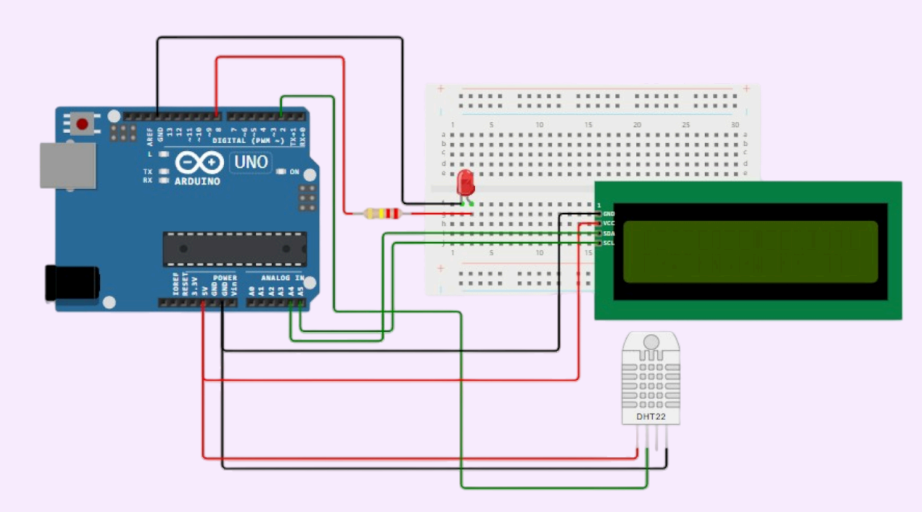 AREF
GND
13
12
~11
~10
~9
8
7
~6
~5
4
~3
2
TX→1
RX←0
DIGITAL (PWM ~)
L
TX
RX
UNO
ARDUINO
ON
IOREF
RESET
3.3V
5V
GND
GND
Vin
POWER
ANALOG IN
A0
A1
A2
A3
A4
A5
1 5 10 15 20 25 30
a
b
c
d
e
1 5 10 15
1
GND
VCC
SDA
SCL
DHT22